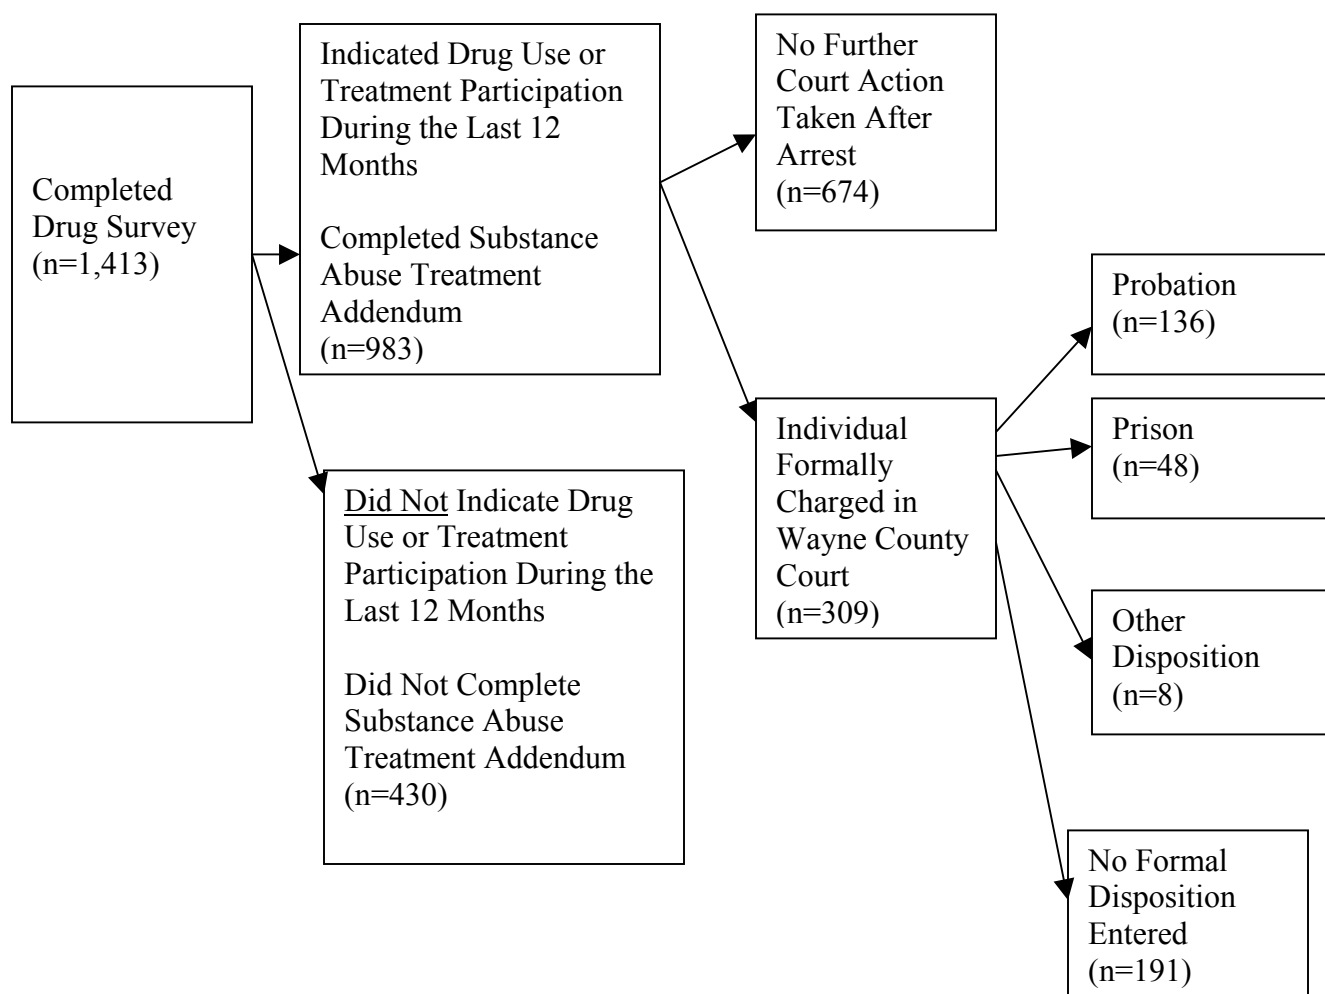 Completed
Drug Survey
(n=1,413)
Indicated Drug Use or
Treatment Participation
During the Last 12
Months
Completed Substance
Abuse Treatment
Addendum
(n=983)
Did Not Indicate Drug
Use or Treatment
Participation During the
Last 12 Months
Did Not Complete
Substance Abuse
Treatment Addendum
(n=430)
No Further
Court Action
Taken After
Arrest
(n=674)
Individual
Formally
Charged in
Wayne County
Court
(n=309)
Probation
(n=136)
Prison
(n=48)
Other
Disposition
(n=8)
No Formal
Disposition
Entered
(n=191)